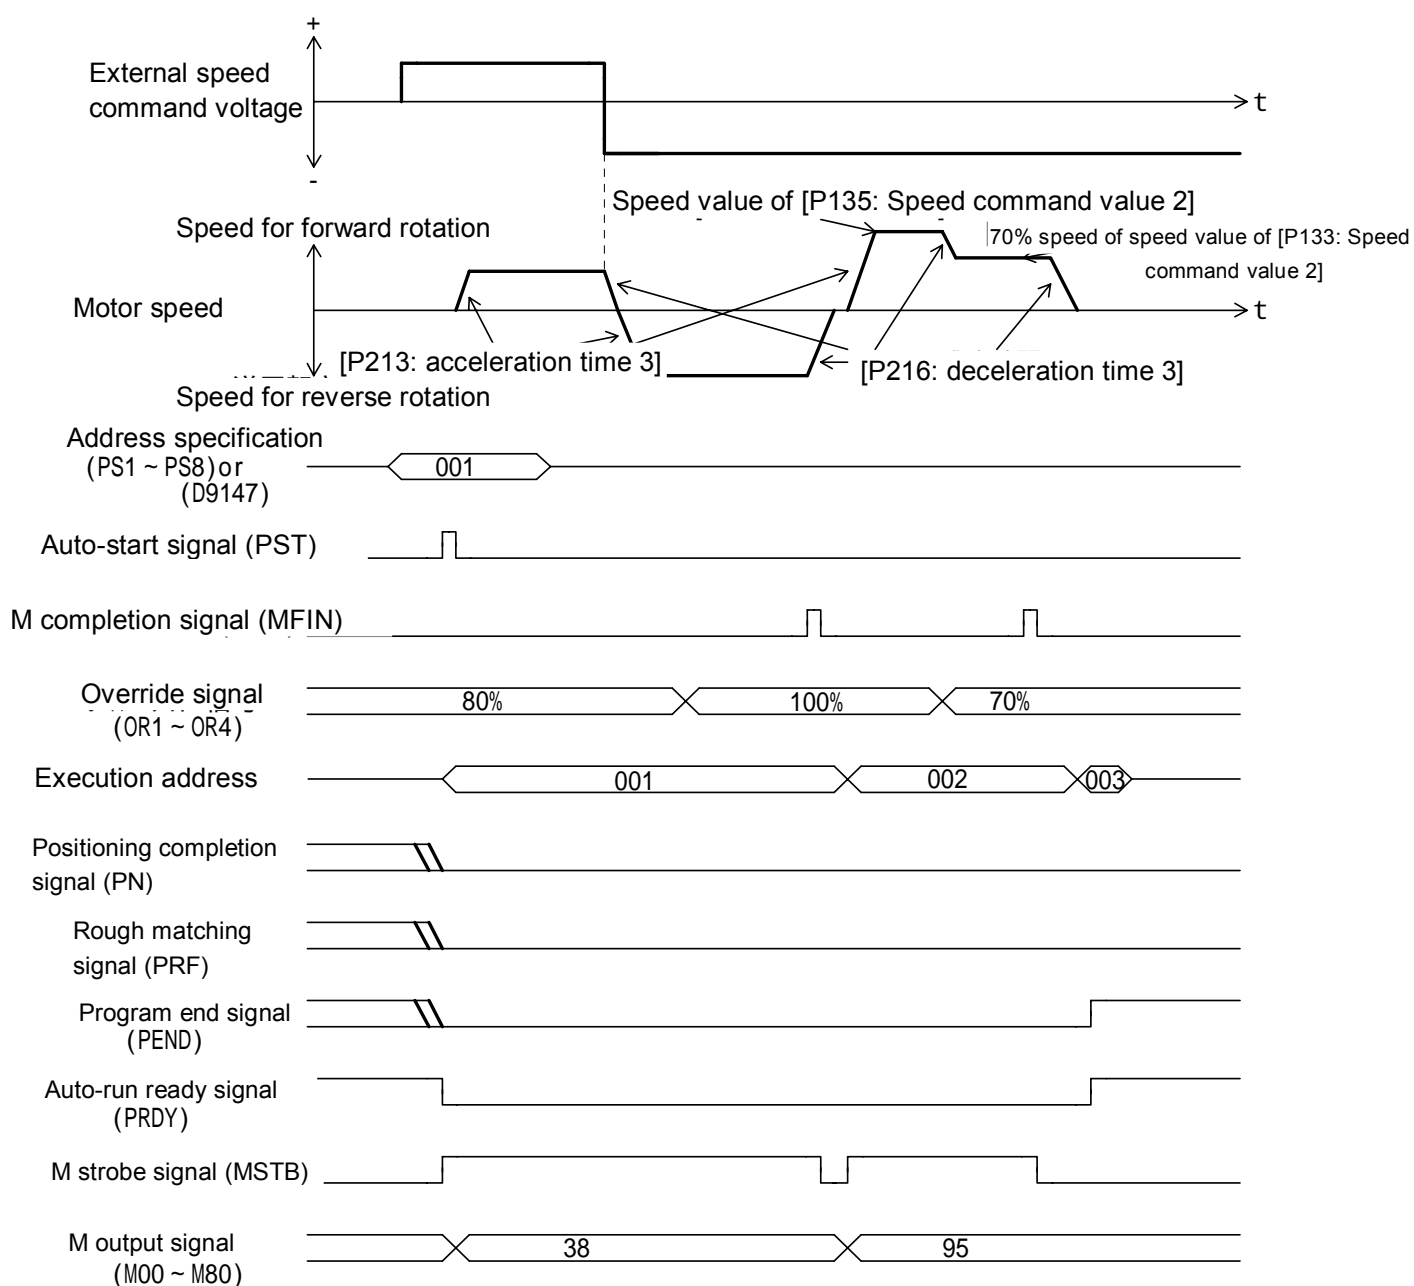 +
External speed
command voltage
t
-
Speed value of [P135: Speed command value 2]
Speed for forward rotation
70% speed of speed value of [P133: Speed
command value 2]
Motor speed
t
[P213: acceleration time 3]
[P216: deceleration time 3]
Speed for reverse rotation
Address specification
(PS1 ~ PS8)or
(D9147)
001
Auto-start signal (PST)
M completion signal (MFIN)
Override signal
(OR1 ~ OR4)
80%
100%
70%
Execution address
001
002
003
Positioning completion
signal (PN)
Rough matching
signal (PRF)
Program end signal
(PEND)
Auto-run ready signal
(PRDY)
M strobe signal (MSTB)
M output signal
(M00 ~ M80)
38
95